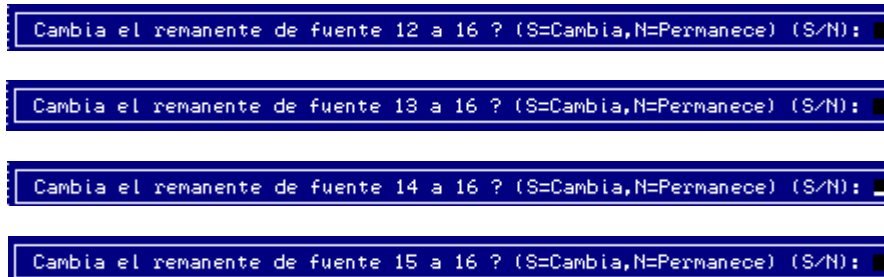 Cambia el remanente de fuente 12 a 16 ? (S=Cambia,N=Permanece) (S/N):
Cambia el remanente de fuente 13 a 16 ? (S=Cambia,N=Permanece) (S/N):
Cambia el remanente de fuente 14 a 16 ? (S=Cambia,N=Permanece) (S/N):
Cambia el remanente de fuente 15 a 16 ? (S=Cambia,N=Permanece) (S/N):